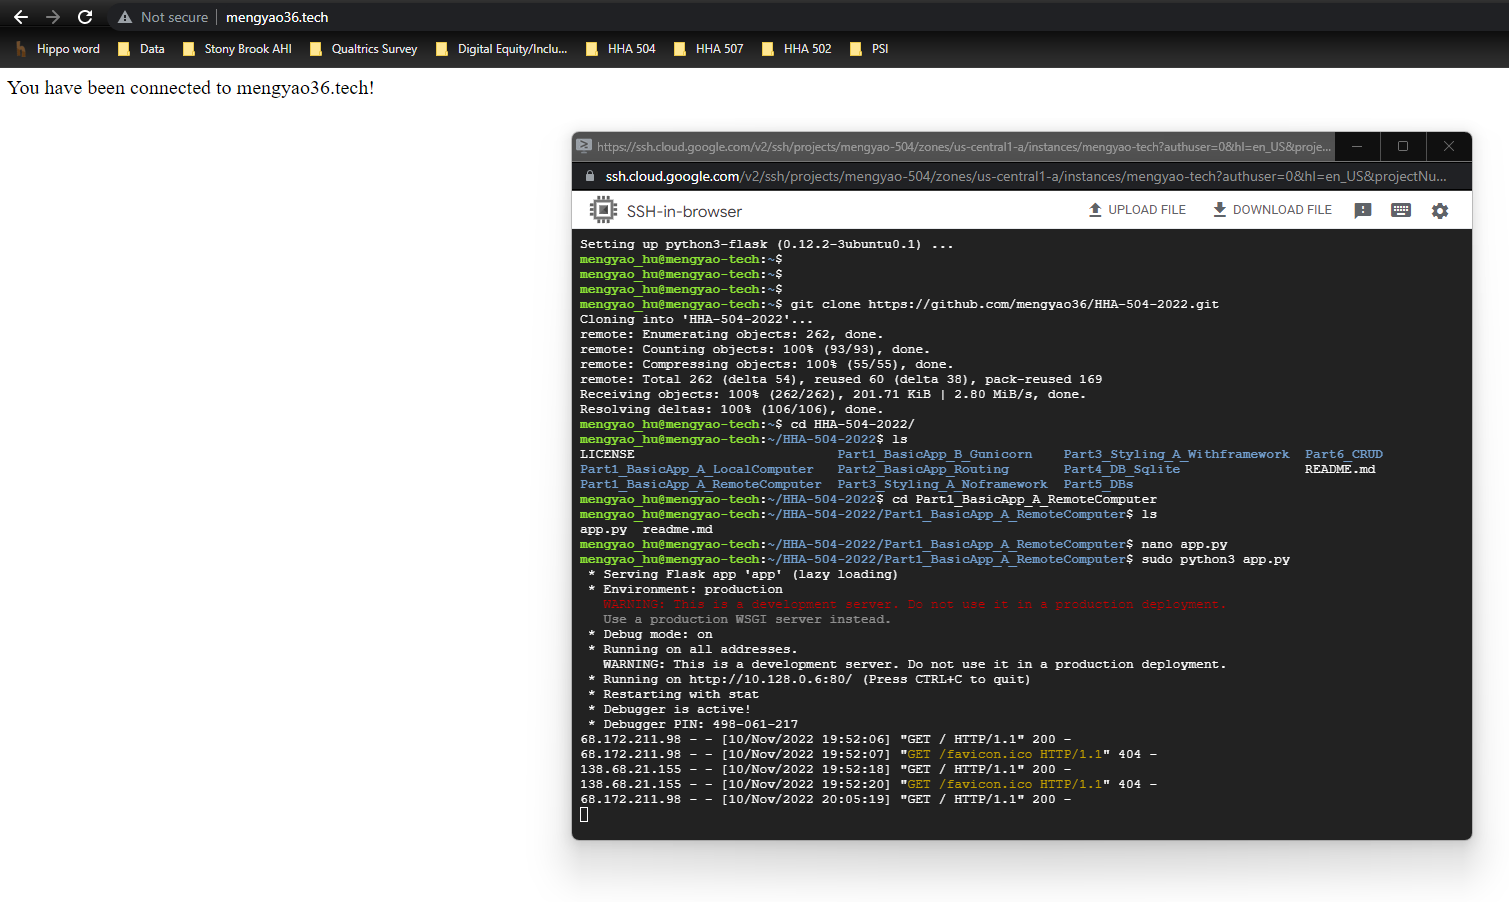 Not secure | mengyao36.tech
Hippo word Data Stony Brook AHI Qualtrics Survey Digital Equity/Inclu... HHA 504 HHA 507 HHA 502 PSI
You have been connected to mengyao36.tech!
https://ssh.cloud.google.com/v2/ssh/projects/mengyao-504/zones/us-central1-a/instances/mengyao-tech?authuser=0&hl=en_US&proje...
ssh.cloud.google.com/v2/ssh/projects/mengyao-504/zones/us-central1-a/instances/mengyao-tech?authuser=0&hl=en_US&projectNu...
SSH-in-browser UPLOAD FILE DOWNLOAD FILE
Setting up python3-flask (0.12.2-3ubuntu0.1) ...
mengyao_hu@mengyao-tech:~$
mengyao_hu@mengyao-tech:~$
mengyao_hu@mengyao-tech:~$
mengyao_hu@mengyao-tech:~$ git clone https://github.com/mengyao36/HHA-504-2022.git
Cloning into 'HHA-504-2022'...
remote: Enumerating objects: 262, done.
remote: Counting objects: 100% (93/93), done.
remote: Compressing objects: 100% (55/55), done.
remote: Total 262 (delta 54), reused 60 (delta 38), pack-reused 169
Receiving objects: 100% (262/262), 201.71 KiB | 2.80 MiB/s, done.
Resolving deltas: 100% (106/106), done.
mengyao_hu@mengyao-tech:~$ cd HHA-504-2022/
mengyao_hu@mengyao-tech:~/HHA-504-2022$ ls
LICENSE Part1_BasicApp_B_Gunicorn Part3_Styling_A_Withframework Part6_CRUD
Part1_BasicApp_A_LocalComputer Part2_BasicApp_Routing Part4_DB_Sqlite README.md
Part1_BasicApp_A_RemoteComputer Part3_Styling_A_Noframework Part5_DBs
mengyao_hu@mengyao-tech:~/HHA-504-2022$ cd Part1_BasicApp_A_RemoteComputer
mengyao_hu@mengyao-tech:~/HHA-504-2022/Part1_BasicApp_A_RemoteComputer$ ls
app.py readme.md
mengyao_hu@mengyao-tech:~/HHA-504-2022/Part1_BasicApp_A_RemoteComputer$ nano app.py
mengyao_hu@mengyao-tech:~/HHA-504-2022/Part1_BasicApp_A_RemoteComputer$ sudo python3 app.py
* Serving Flask app 'app' (lazy loading)
* Environment: production
WARNING: This is a development server. Do not use it in a production deployment.
Use a production WSGI server instead.
* Debug mode: on
* Running on all addresses.
WARNING: This is a development server. Do not use it in a production deployment.
* Running on http://10.128.0.6:80/ (Press CTRL+C to quit)
* Restarting with stat
* Debugger is active!
* Debugger PIN: 498-061-217
68.172.211.98 - - [10/Nov/2022 19:52:06] "GET / HTTP/1.1" 200 -
68.172.211.98 - - [10/Nov/2022 19:52:07] "GET /favicon.ico HTTP/1.1" 404 -
138.68.21.155 - - [10/Nov/2022 19:52:18] "GET / HTTP/1.1" 200 -
138.68.21.155 - - [10/Nov/2022 19:52:20] "GET /favicon.ico HTTP/1.1" 404 -
68.172.211.98 - - [10/Nov/2022 20:05:19] "GET / HTTP/1.1" 200 -